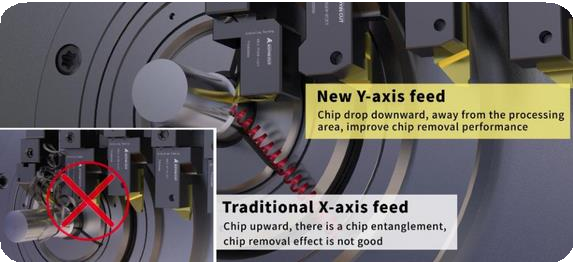 New Y-axis feed
Chip drop downward, away from the processing
area, improve chip removal performance
Traditional X-axis feed
Chip upward, there is a chip entanglement,
chip removal effect is not good